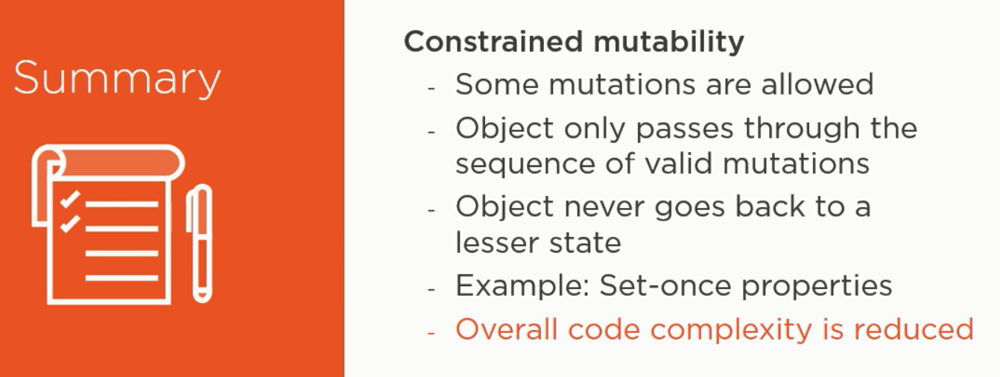 Summary
Constrained mutability
- Some mutations are allowed
- Object only passes through the
sequence of valid mutations
- Object never goes back to a
lesser state
- Example: Set-once properties
- Overall code complexity is reduced